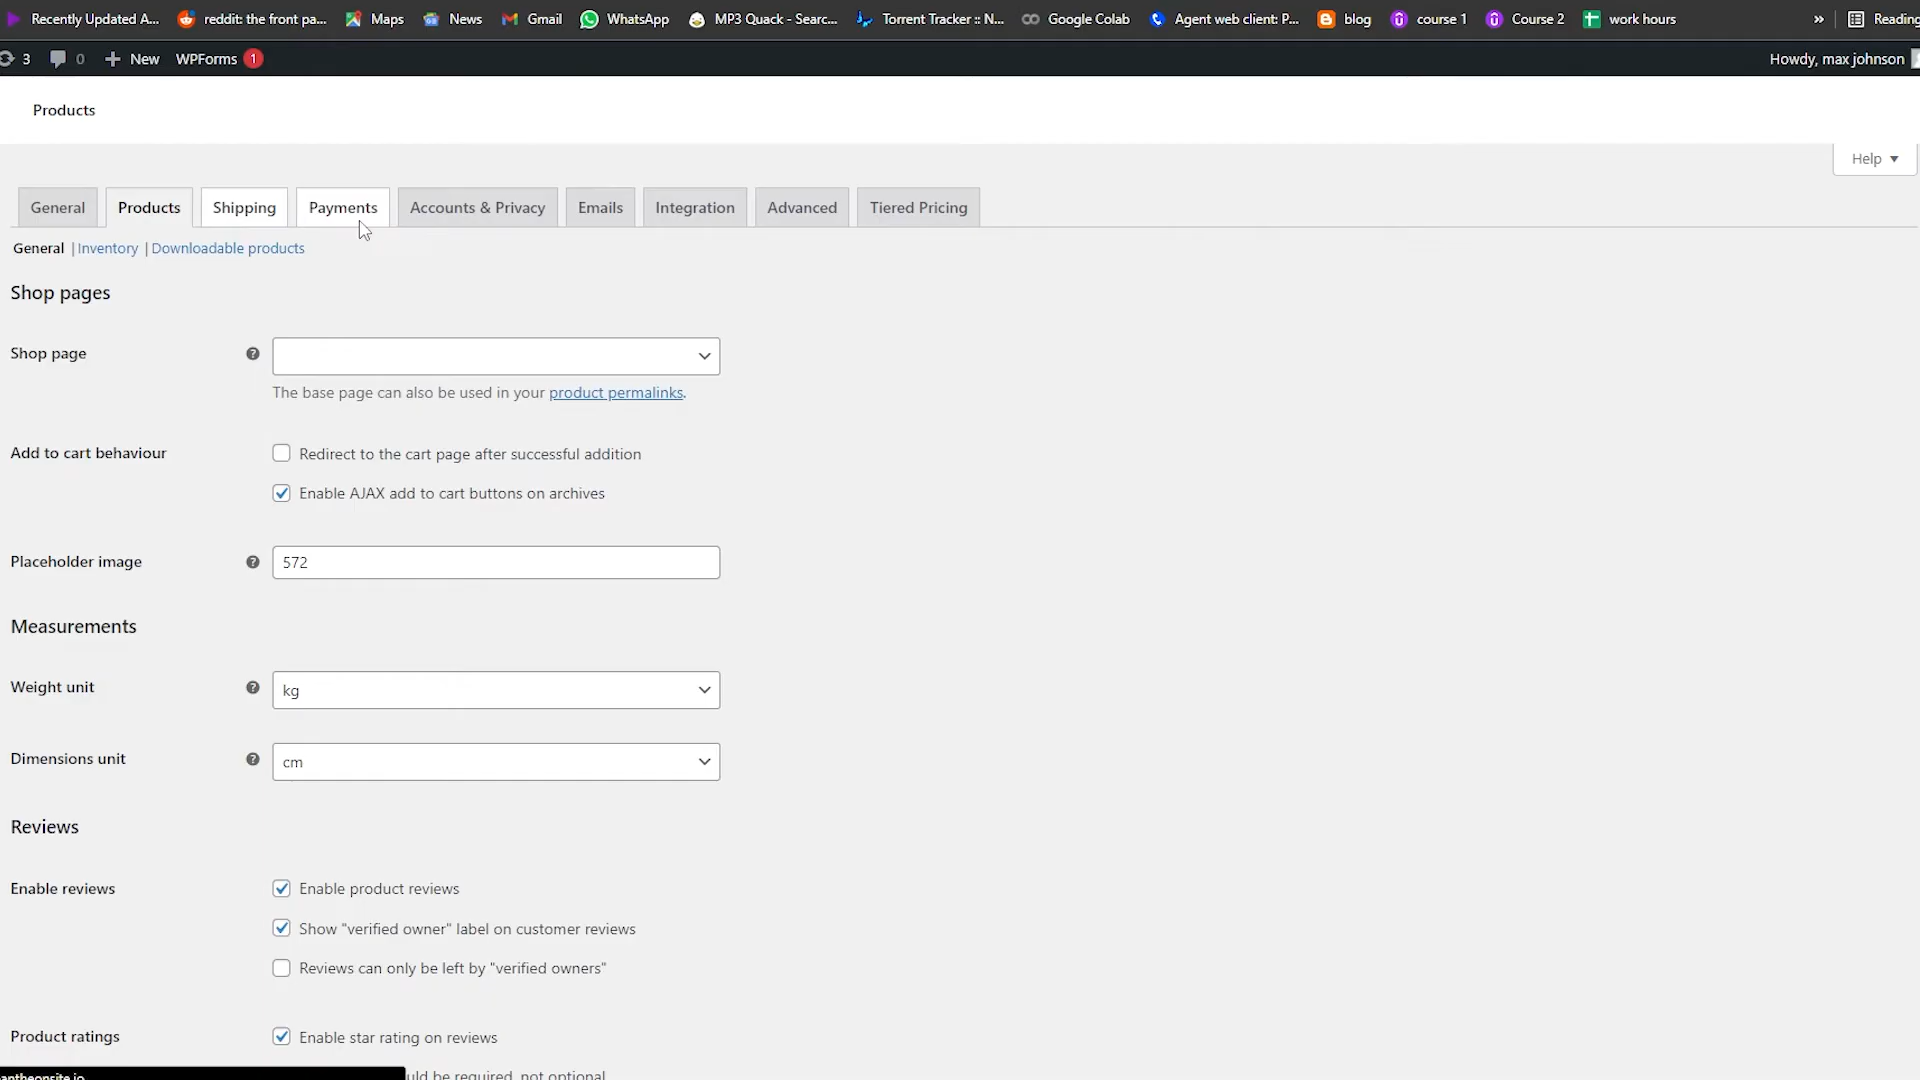 Recently Updated A... reddit: the front pa... Maps News Gmail WhatsApp MP3 Quack - Searc... Torrent Tracker :: N... Google Colab Agent web client: P... blog course 1 Course 2 work hours » Reading
3 0 New WPForms 1 Howdy, max johnson
Products
Help
General Products Shipping Payments Accounts & Privacy Emails Integration Advanced Tiered Pricing
General | Inventory | Downloadable products
Shop pages
Shop page
The base page can also be used in your product permalinks.
Add to cart behaviour Redirect to the cart page after successful addition
Enable AJAX add to cart buttons on archives
Placeholder image 572
Measurements
Weight unit kg
Dimensions unit cm
Reviews
Enable reviews Enable product reviews
Show "verified owner" label on customer reviews
Reviews can only be left by "verified owners"
Product ratings Enable star rating on reviews
be required, not optional